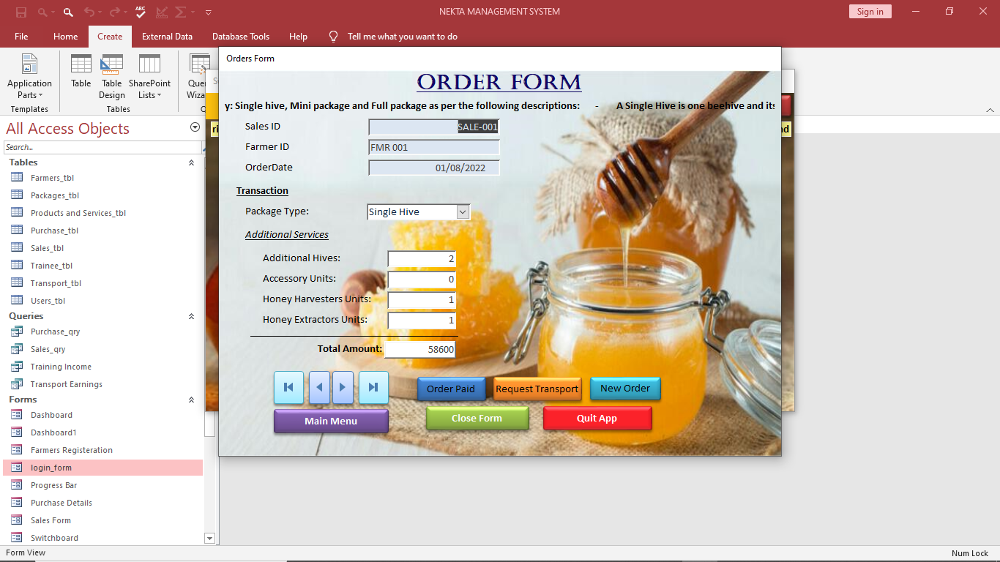 NEKTA MANAGEMENT SYSTEM
Sign in
File Home Create External Data Database Tools Help Tell me what you want to do
Application Parts
Table
Table Design
SharePoint Lists
Templates
Tables
All Access Objects
Search...
Tables
Farmers_tbl
Packages_tbl
Products and Services_tbl
Purchase_tbl
Sales_tbl
Trainee_tbl
Transport_tbl
Users_tbl
Queries
Purchase_qry
Sales_qry
Training Income
Transport Earnings
Forms
Dashboard
Dashboard1
Farmers Registeration
login_form
Progress Bar
Purchase Details
Sales Form
Switchboard
Orders Form
ORDER FORM
y: Single hive, Mini package and Full package as per the following descriptions: - A Single Hive is one beehive and its
Sales ID SALE-001
Farmer ID FMR 001
OrderDate 01/08/2022
Transaction
Package Type: Single Hive
Additional Services
Additional Hives: 2
Accessory Units: 0
Honey Harvesters Units: 1
Honey Extractors Units: 1
Total Amount: 58600
Order Paid Request Transport New Order
Main Menu Close Form Quit App
Form View
Num Lock